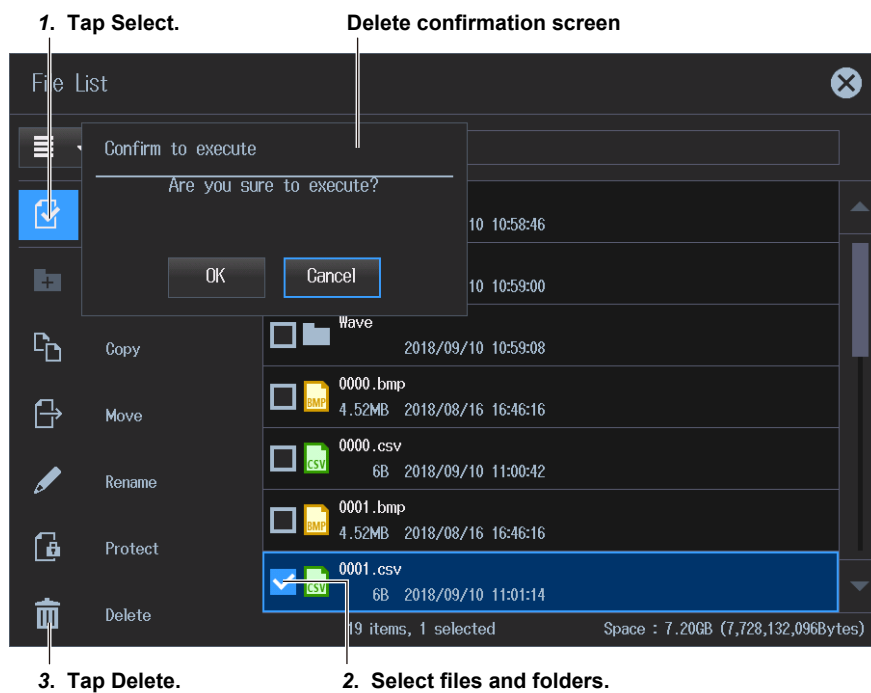 1. Tap Select.
Delete confirmation screen
File List
Confirm to execute
Are you sure to execute?
OK
Cancel
10 10:58:46
10 10:59:00
Wave
2018/09/10 10:59:08
Copy
0000.bmp
BMP
4.52MB 2018/08/16 16:46:16
Move
0000.csv
CSV
6B 2018/09/10 11:00:42
Rename
0001.bmp
BMP
4.52MB 2018/08/16 16:46:16
Protect
0001.csv
CSV
6B 2018/09/10 11:01:14
Delete
19 items, 1 selected
Space : 7.20GB (7,728,132,096Bytes)
3. Tap Delete.
2. Select files and folders.